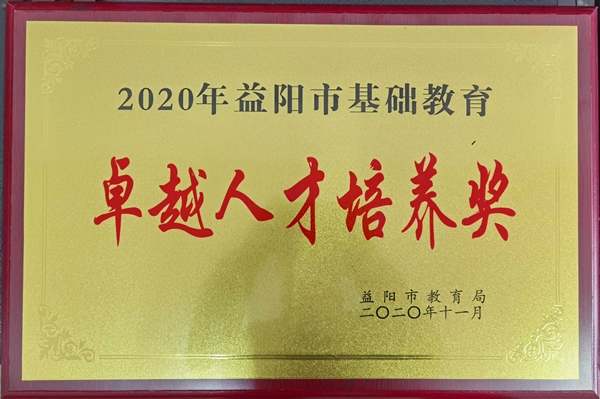 2020年益阳市基础教育
卓越人才培养奖
益阳市教育局
二〇二〇年十一月